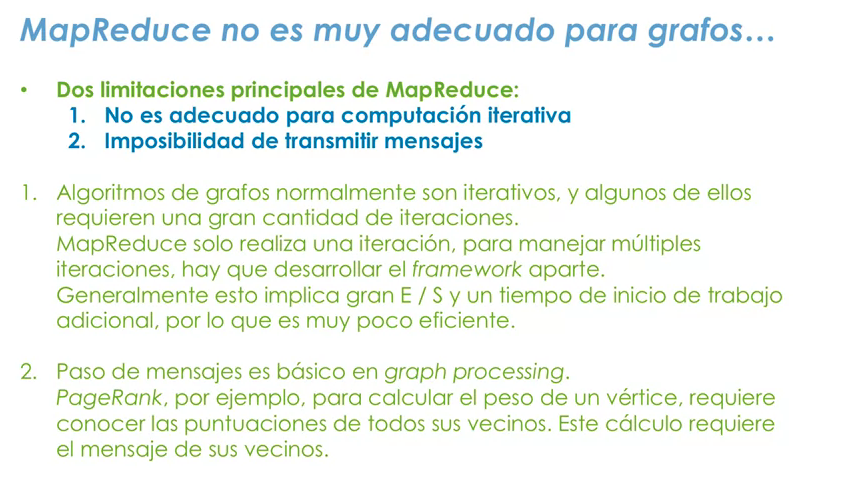 MapReduce no es muy adecuado para grafos…
• Dos limitaciones principales de MapReduce:
1. No es adecuado para computación iterativa
2. Imposibilidad de transmitir mensajes
1. Algoritmos de grafos normalmente son iterativos, y algunos de ellos
requieren una gran cantidad de iteraciones.
MapReduce solo realiza una iteración, para manejar múltiples
iteraciones, hay que desarrollar el framework aparte.
Generalmente esto implica gran E / S y un tiempo de inicio de trabajo
adicional, por lo que es muy poco eficiente.
2. Paso de mensajes es básico en graph processing.
PageRank, por ejemplo, para calcular el peso de un vértice, requiere
conocer las puntuaciones de todos sus vecinos. Este cálculo requiere
el mensaje de sus vecinos.